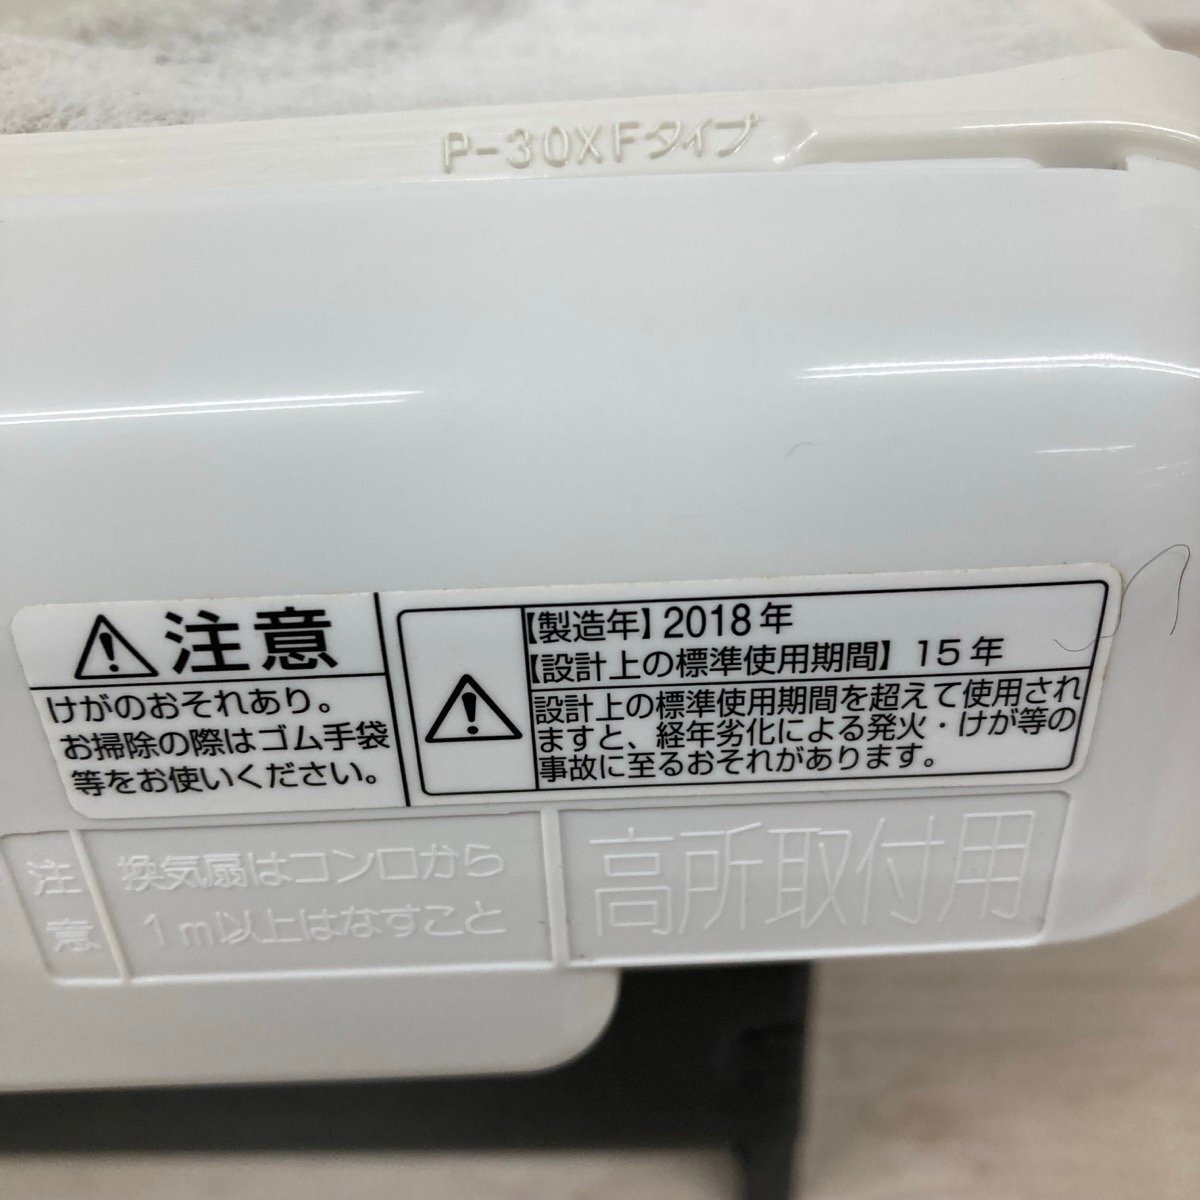 P-30XFタイプ
注意
けがのおそれあり。
お掃除の際はゴム手袋
等をお使いください。
【製造年】2018年
【設計上の標準使用期間】15年
設計上の標準使用期間を超えて使用され
ますと、経年劣化による発火・けが等の
事故に至るおそれがあります。
注意
換気扇はコンロから
1m以上はなすこと
高所取付用